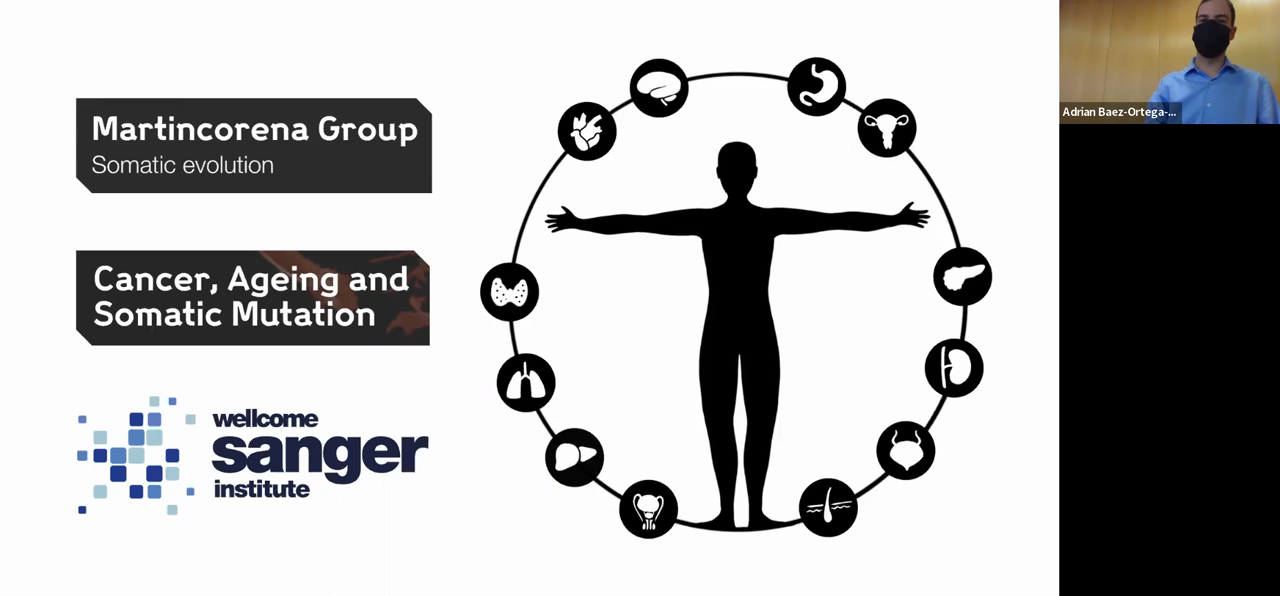 Martincorena Group
Somatic evolution
Cancer, Ageing and
Somatic Mutation
wellcome
sanger
institute
Adrian Baez-Ortega-...